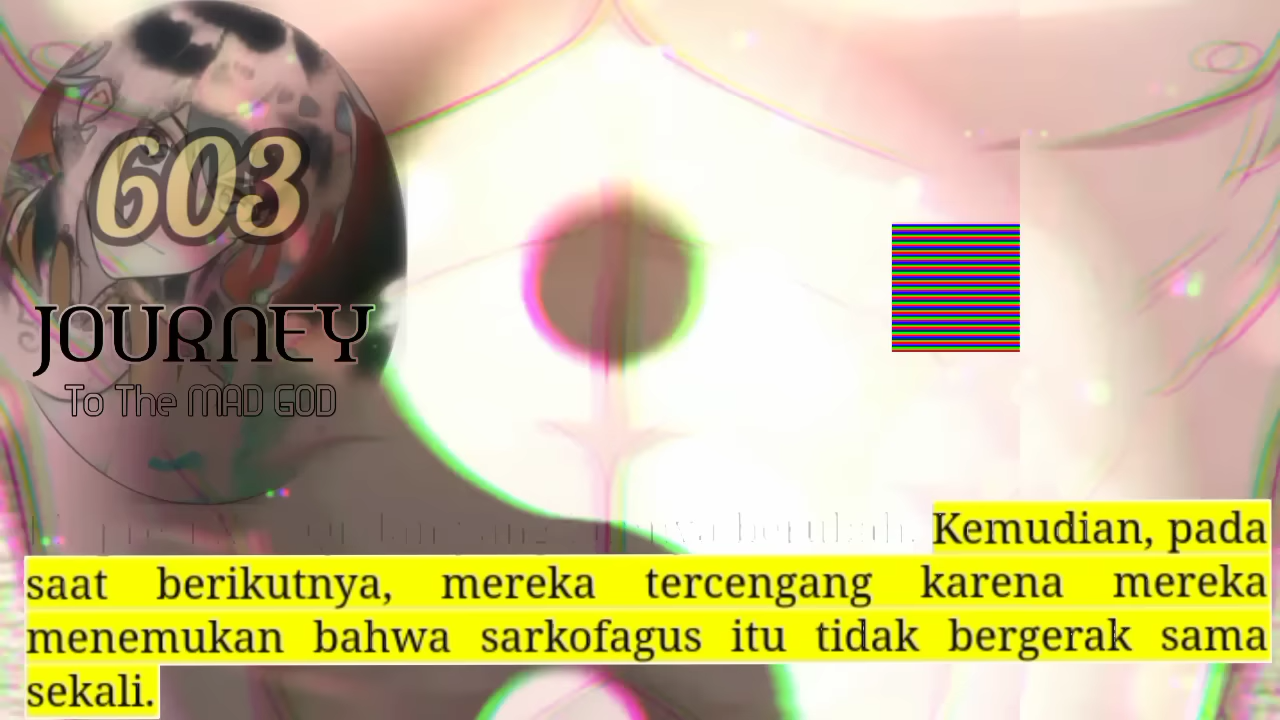 603
JOURNEY
To The MAD GOD
berubah. Kemudian, pada
saat berikutnya, mereka tercengang karena mereka
menemukan bahwa sarkofagus itu tidak bergerak sama
sekali.